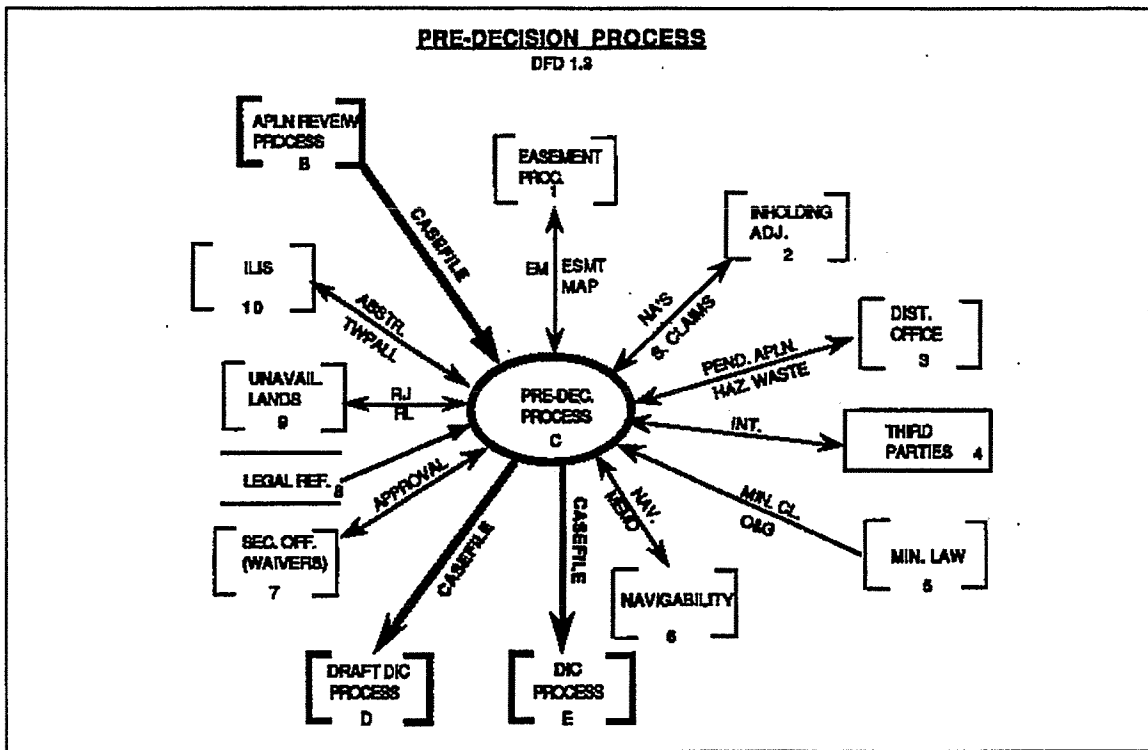 PRE-DECISION PROCESS
DFD 1.3
APLN REVEIW
PROCESS
B
EASEMENT
PROC.
1
INHOLDING
ADJ.
2
ILIS
10
CASEFILE
EM
ESMT
MAP
NA'S
S. CLAIMS
DIST.
OFFICE
3
ABSTR.
TWPALL
PEND. APLN.
HAZ. WASTE
UNAVAIL.
LANDS
9
RJ
RL
PRE-DEC.
PROCESS
C
INT.
THIRD
PARTIES 4
LEGAL REF. 8
APPROVAL
SEC. OFF.
(WAIVERS)
7
CASEFILE
CASEFILE
NAV.
MEMO
MIN. CL.
O&G
MIN. LAW
5
NAVIGABILITY
6
DRAFT DIC
PROCESS
D
DIC
PROCESS
E